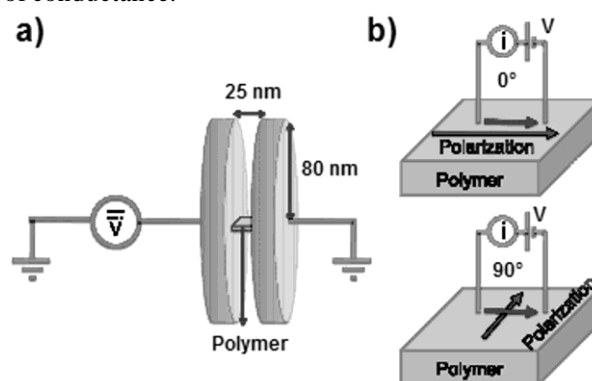 of conductance.
a)
25 nm
80 nm
V
Polymer
b)
i
V
0°
Polarization
Polymer
i
V
90°
Polarization
Polymer